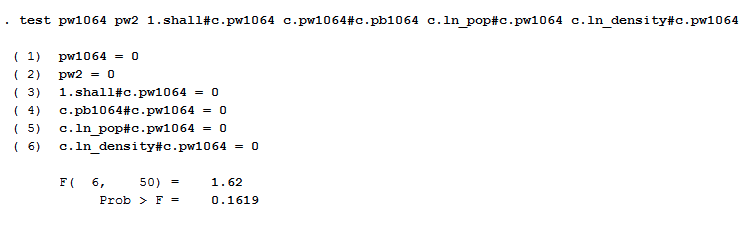 . test pw1064 pw2 1.shall#c.pw1064 c.pw1064#c.pb1064 c.ln_pop#c.pw1064 c.ln_density#c.pw1064
( 1) pw1064 = 0
( 2) pw2 = 0
( 3) 1.shall#c.pw1064 = 0
( 4) c.pb1064#c.pw1064 = 0
( 5) c.ln_pop#c.pw1064 = 0
( 6) c.ln_density#c.pw1064 = 0
F( 6, 50) = 1.62
Prob > F = 0.1619